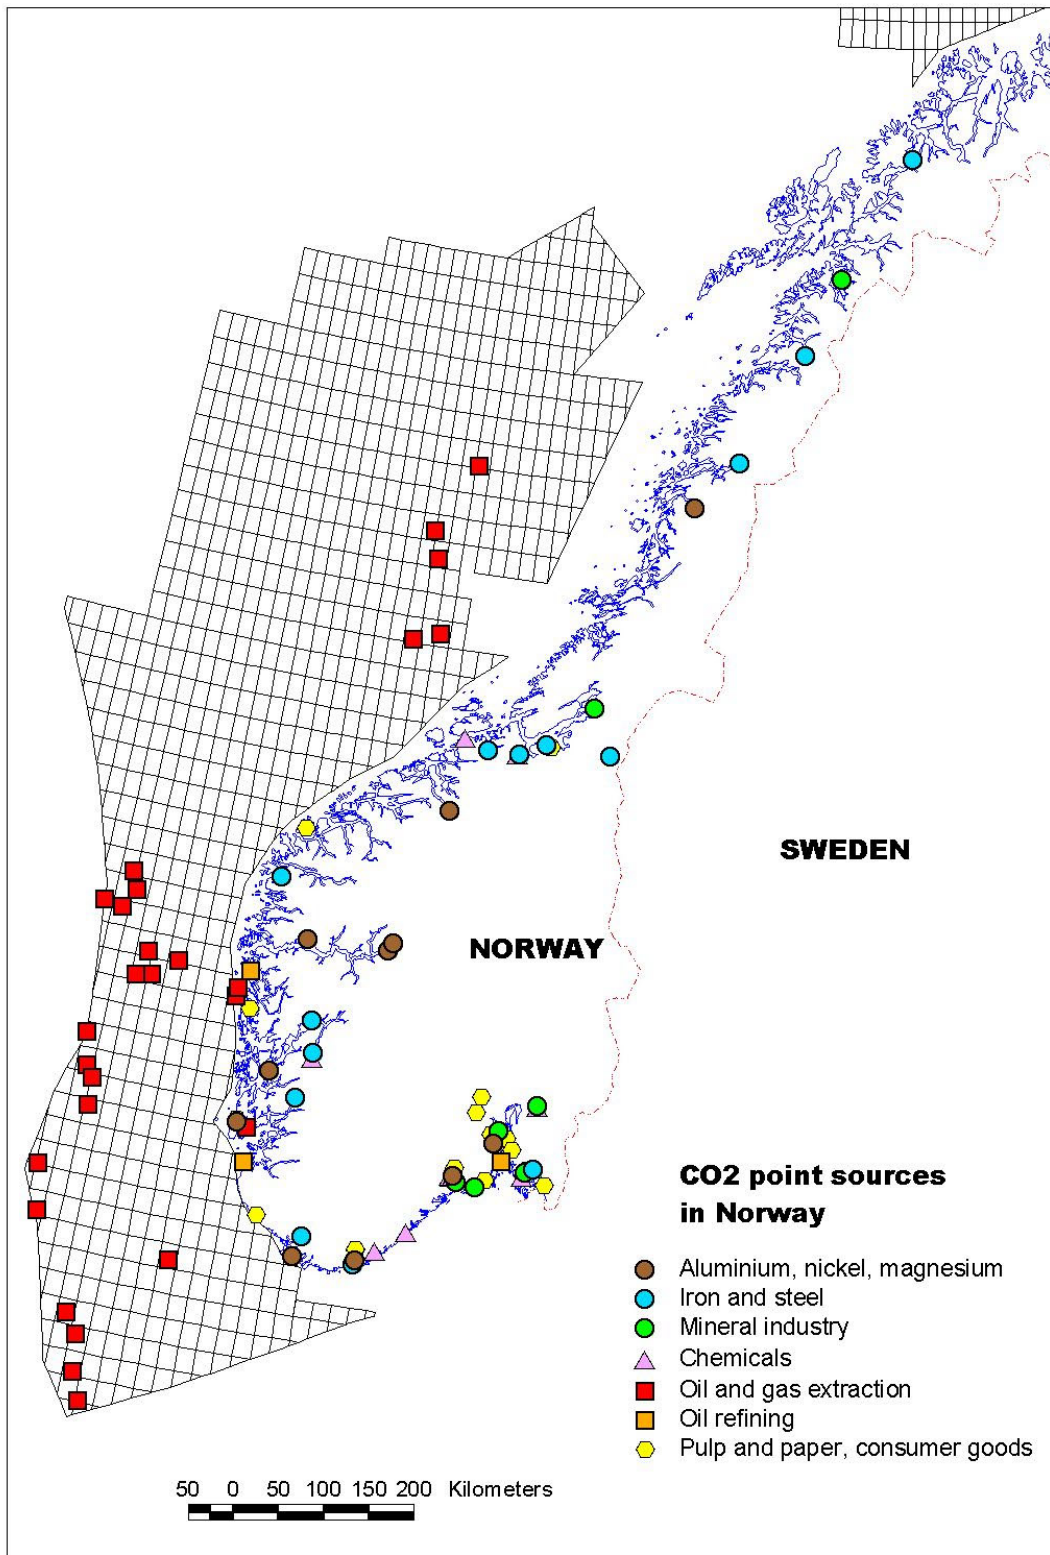 SWEDEN
NORWAY
CO2 point sources
in Norway
Aluminium, nickel, magnesium
Iron and steel
Mineral industry
Chemicals
Oil and gas extraction
Oil refining
Pulp and paper, consumer goods
50 0 50 100 150 200 Kilometers